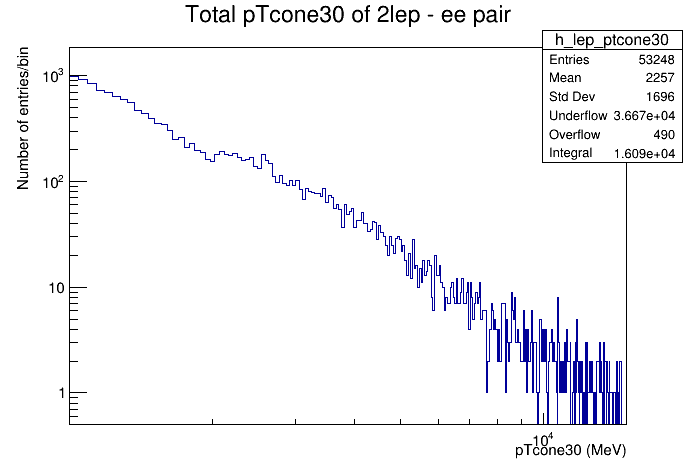 Total pTcone30 of 2lep - ee pair
h_lep_ptcone30
Entries 53248
Mean 2257
Std Dev 1696
Underflow 3.667e+04
Overflow 490
Integral 1.609e+04
Number of entries/bin
10³
10²
10
1
10⁴
pTcone30 (MeV)